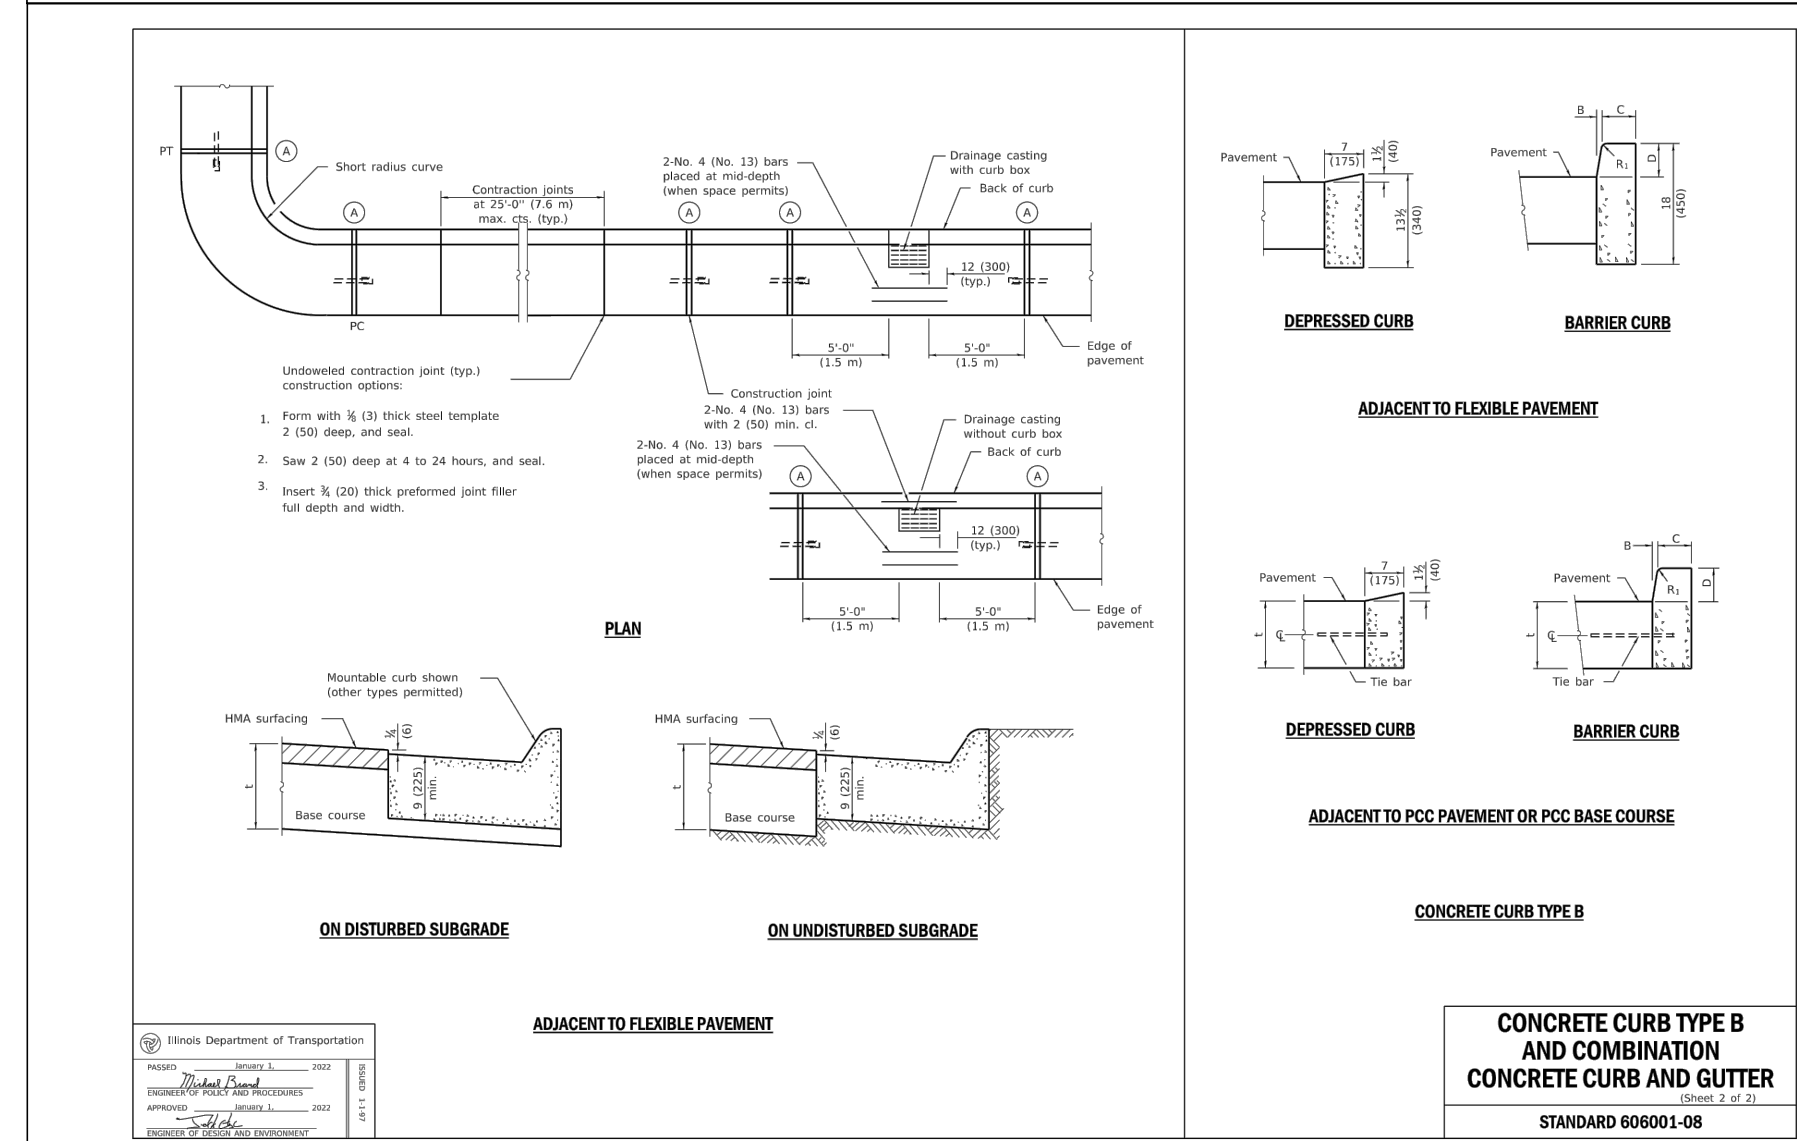 PT
A
Short radius curve
Contraction joints
at 25'-0'' (7.6 m)
max. cts. (typ.)
A
A
A
A
2-No. 4 (No. 13) bars
placed at mid-depth
(when space permits)
Drainage casting
with curb box
Back of curb
12 (300)
(typ.)
PC
5'-0"
(1.5 m)
5'-0"
(1.5 m)
Edge of
pavement
Undoweled contraction joint (typ.)
construction options:
1. Form with ⅛ (3) thick steel template
2 (50) deep, and seal.
2. Saw 2 (50) deep at 4 to 24 hours, and seal.
3. Insert ¾ (20) thick preformed joint filler
full depth and width.
Construction joint
2-No. 4 (No. 13) bars
with 2 (50) min. cl.
2-No. 4 (No. 13) bars
placed at mid-depth
(when space permits)
Drainage casting
without curb box
Back of curb
A
A
12 (300)
(typ.)
5'-0"
(1.5 m)
5'-0"
(1.5 m)
Edge of
pavement
PLAN
Mountable curb shown
(other types permitted)
HMA surfacing
¼
(6)
t
9 (225)
min.
Base course
ON DISTURBED SUBGRADE
HMA surfacing
¼
(6)
t
9 (225)
min.
Base course
ON UNDISTURBED SUBGRADE
ADJACENT TO FLEXIBLE PAVEMENT
Pavement
7
(175)
1½
(40)
13½
(340)
DEPRESSED CURB
Pavement
B
C
R1
D
18
(450)
BARRIER CURB
ADJACENT TO FLEXIBLE PAVEMENT
Pavement
7
(175)
1½
(40)
t
℄
Tie bar
DEPRESSED CURB
Pavement
B
C
R1
D
t
℄
Tie bar
BARRIER CURB
ADJACENT TO PCC PAVEMENT OR PCC BASE COURSE
CONCRETE CURB TYPE B
Illinois Department of Transportation
PASSED January 1, 2022
Michael Brand
ENGINEER OF POLICY AND PROCEDURES
APPROVED January 1, 2022
ENGINEER OF DESIGN AND ENVIRONMENT
ISSUED 1-1-97
CONCRETE CURB TYPE B
AND COMBINATION
CONCRETE CURB AND GUTTER
(Sheet 2 of 2)
STANDARD 606001-08